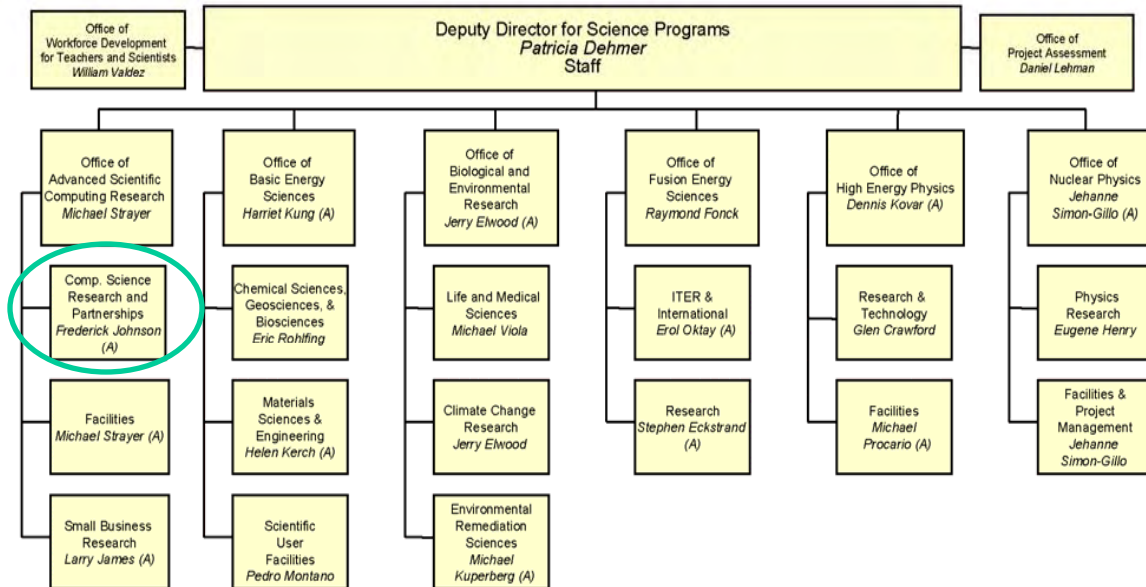 Office of
Workforce Development
for Teachers and Scientists
William Valdez
Deputy Director for Science Programs
Patricia Dehmer
Staff
Office of
Project Assessment
Daniel Lehman
Office of
Advanced Scientific
Computing Research
Michael Strayer
Office of
Basic Energy
Sciences
Harriet Kung (A)
Office of
Biological and
Environmental
Research
Jerry Elwood (A)
Office of
Fusion Energy
Sciences
Raymond Fonck
Office of
High Energy Physics
Dennis Kovar (A)
Office of
Nuclear Physics
Jehanne
Simon-Gillo (A)
Comp. Science
Research and
Partnerships
Frederick Johnson
(A)
Chemical Sciences,
Geosciences, &
Biosciences
Eric Rohlfing
Life and Medical
Sciences
Michael Viola
ITER &
International
Erol Oktay (A)
Research &
Technology
Glen Crawford
Physics
Research
Eugene Henry
Facilities
Michael Strayer (A)
Materials
Sciences &
Engineering
Helen Kerch (A)
Climate Change
Research
Jerry Elwood
Research
Stephen Eckstrand
(A)
Facilities
Michael
Procario (A)
Facilities &
Project
Management
Jehanne
Simon-Gillo
Small Business
Research
Larry James (A)
Scientific
User
Facilities
Pedro Montano
Environmental
Remediation
Sciences
Michael
Kuperberg (A)